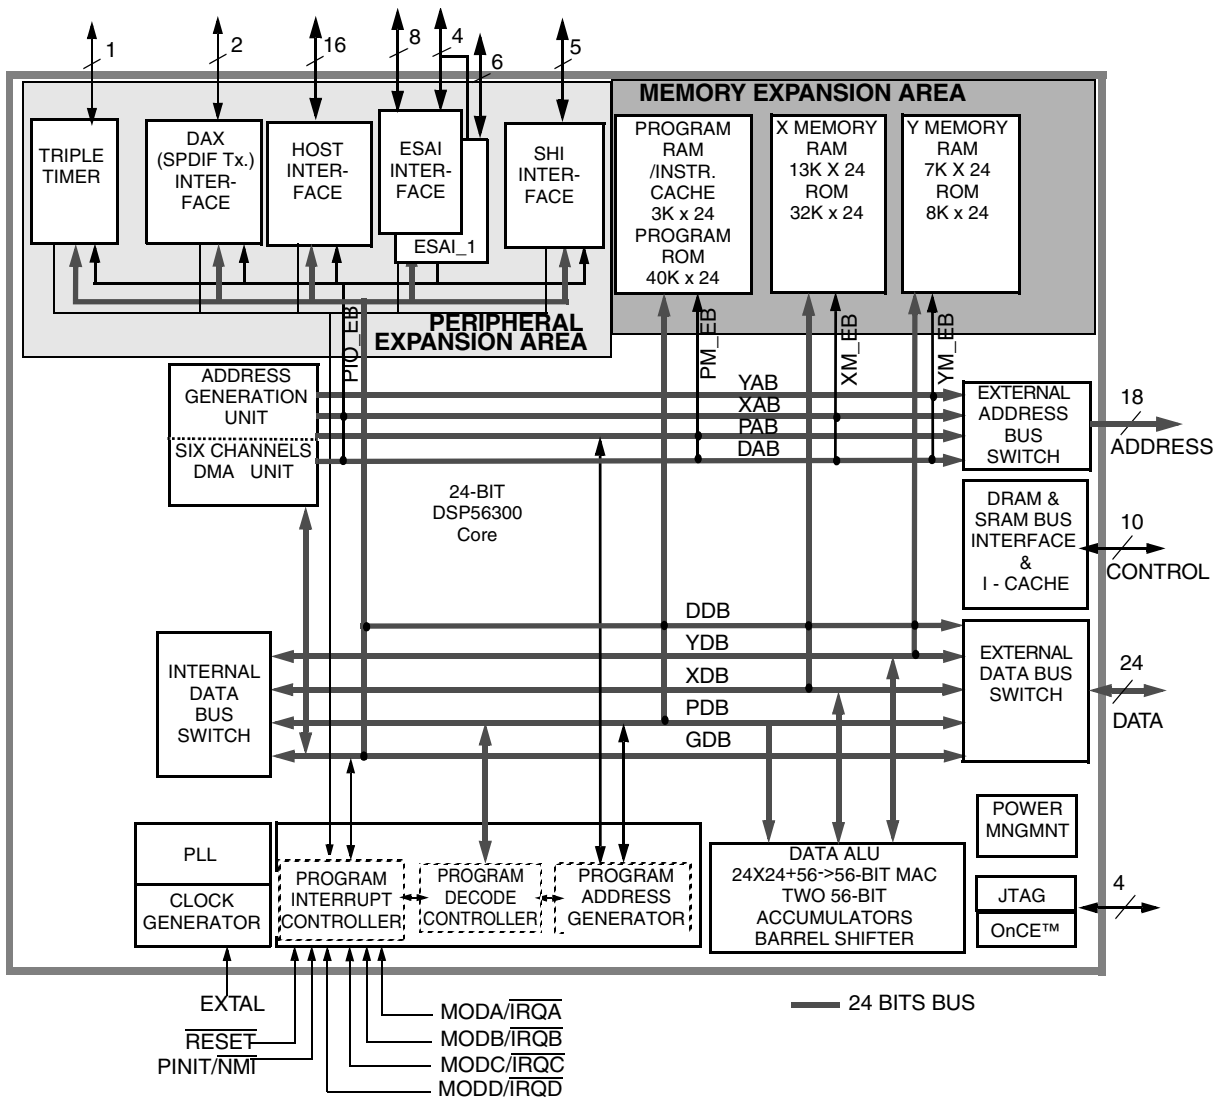 1
2
16
8
4
6
5
MEMORY EXPANSION AREA
TRIPLE
TIMER
DAX
(SPDIF Tx.)
INTER-
FACE
HOST
INTER-
FACE
ESAI
INTER-
FACE
ESAI_1
SHI
INTER-
FACE
PROGRAM
RAM
/INSTR.
CACHE
3K x 24
PROGRAM
ROM
40K x 24
X MEMORY
RAM
13K X 24
ROM
32K x 24
Y MEMORY
RAM
7K X 24
ROM
8K x 24
PERIPHERAL
EXPANSION AREA
PIO_EB
PM_EB
XM_EB
YM_EB
ADDRESS
GENERATION
UNIT
SIX CHANNELS
DMA UNIT
YAB
XAB
PAB
DAB
EXTERNAL
ADDRESS
BUS
SWITCH
18
ADDRESS
24-BIT
DSP56300
Core
DRAM &
SRAM BUS
INTERFACE
&
I - CACHE
10
CONTROL
INTERNAL
DATA
BUS
SWITCH
DDB
YDB
XDB
PDB
GDB
EXTERNAL
DATA BUS
SWITCH
24
DATA
PLL
CLOCK
GENERATOR
PROGRAM
INTERRUPT
CONTROLLER
PROGRAM
DECODE
CONTROLLER
PROGRAM
ADDRESS
GENERATOR
DATA ALU
24X24+56->56-BIT MAC
TWO 56-BIT
ACCUMULATORS
BARREL SHIFTER
POWER
MNGMNT
JTAG
OnCE™
4
EXTAL
RESET
PINIT/NMI
MODA/IRQA
MODB/IRQB
MODC/IRQC
MODD/IRQD
24 BITS BUS